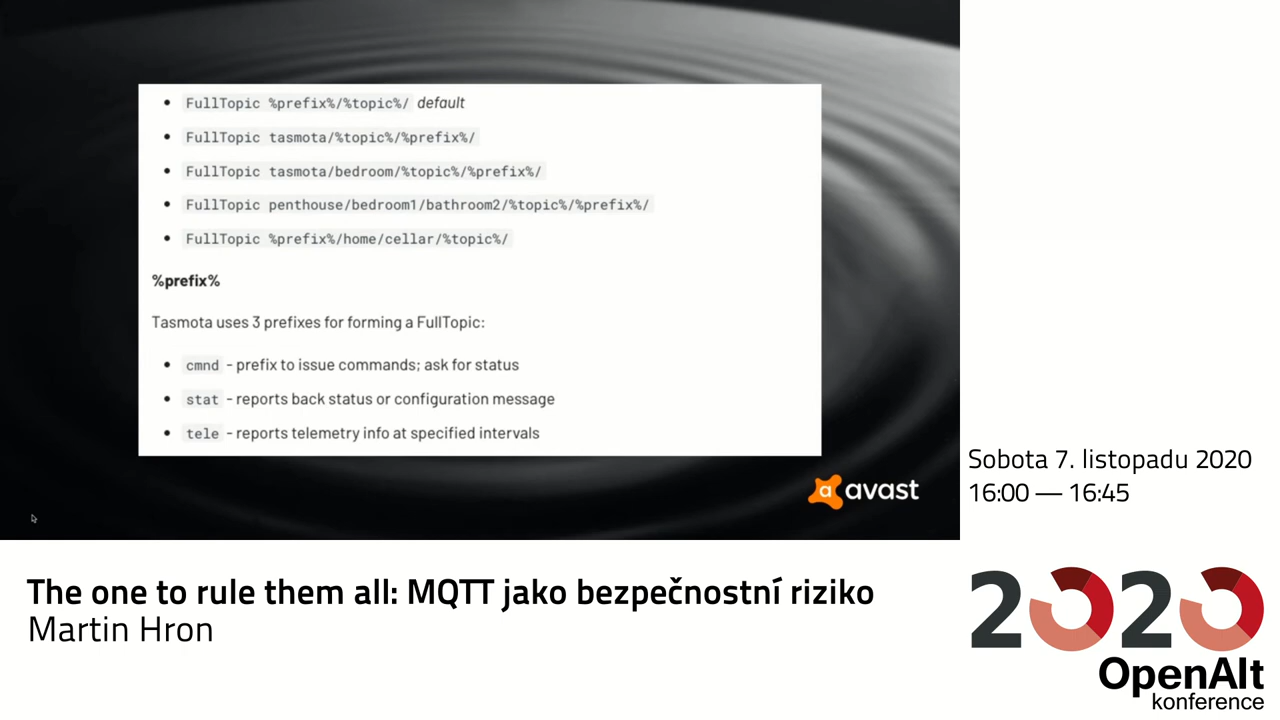 FullTopic %prefix%/%topic%/ default
FullTopic tasmota/%topic%/%prefix%/
FullTopic tasmota/bedroom/%topic%/%prefix%/
FullTopic penthouse/bedroom1/bathroom2/%topic%/%prefix%/
FullTopic %prefix%/home/cellar/%topic%/
%prefix%
Tasmota uses 3 prefixes for forming a FullTopic:
cmnd - prefix to issue commands; ask for status
stat - reports back status or configuration message
tele - reports telemetry info at specified intervals
avast
Sobota 7. listopadu 2020
16:00 — 16:45
The one to rule them all: MQTT jako bezpečnostní riziko
Martin Hron
2020
OpenAlt
konference